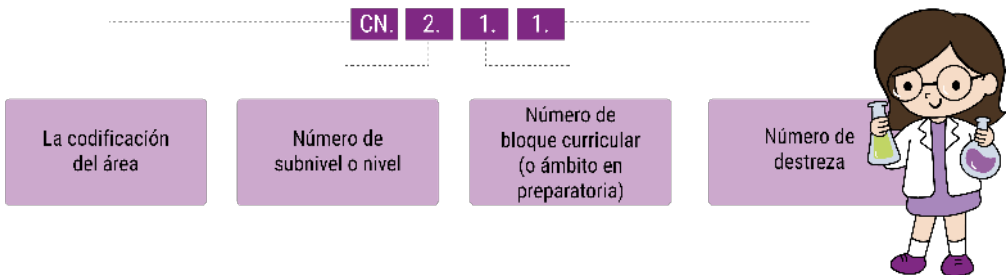 CN. 2. 1. 1.
La codificación
del área
Número de
subnivel o nivel
Número de
bloque curricular
(o ámbito en
preparatoria)
Número de
destreza